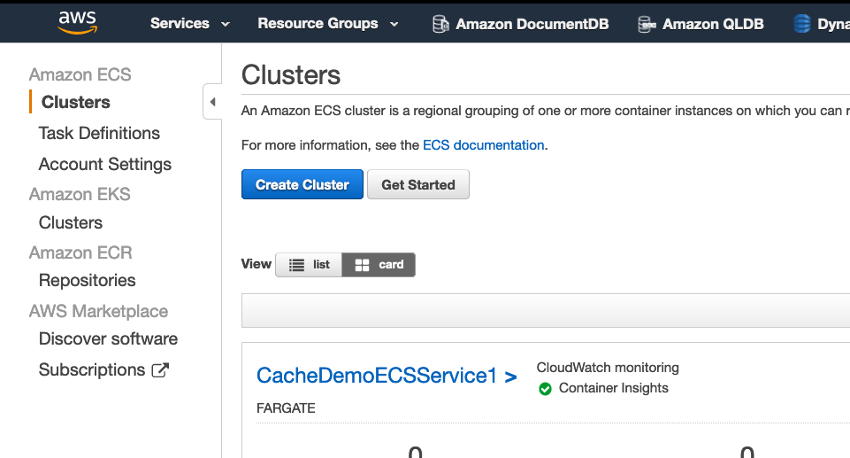 aws Services Resource Groups Amazon DocumentDB Amazon QLDB
Amazon ECS
Clusters
Task Definitions
Account Settings
Amazon EKS
Clusters
Amazon ECR
Repositories
AWS Marketplace
Discover software
Subscriptions
Clusters
An Amazon ECS cluster is a regional grouping of one or more container instances on which you can
For more information, see the ECS documentation.
Create Cluster Get Started
View list card
CacheDemoECSService1 >
CloudWatch monitoring
Container Insights
FARGATE